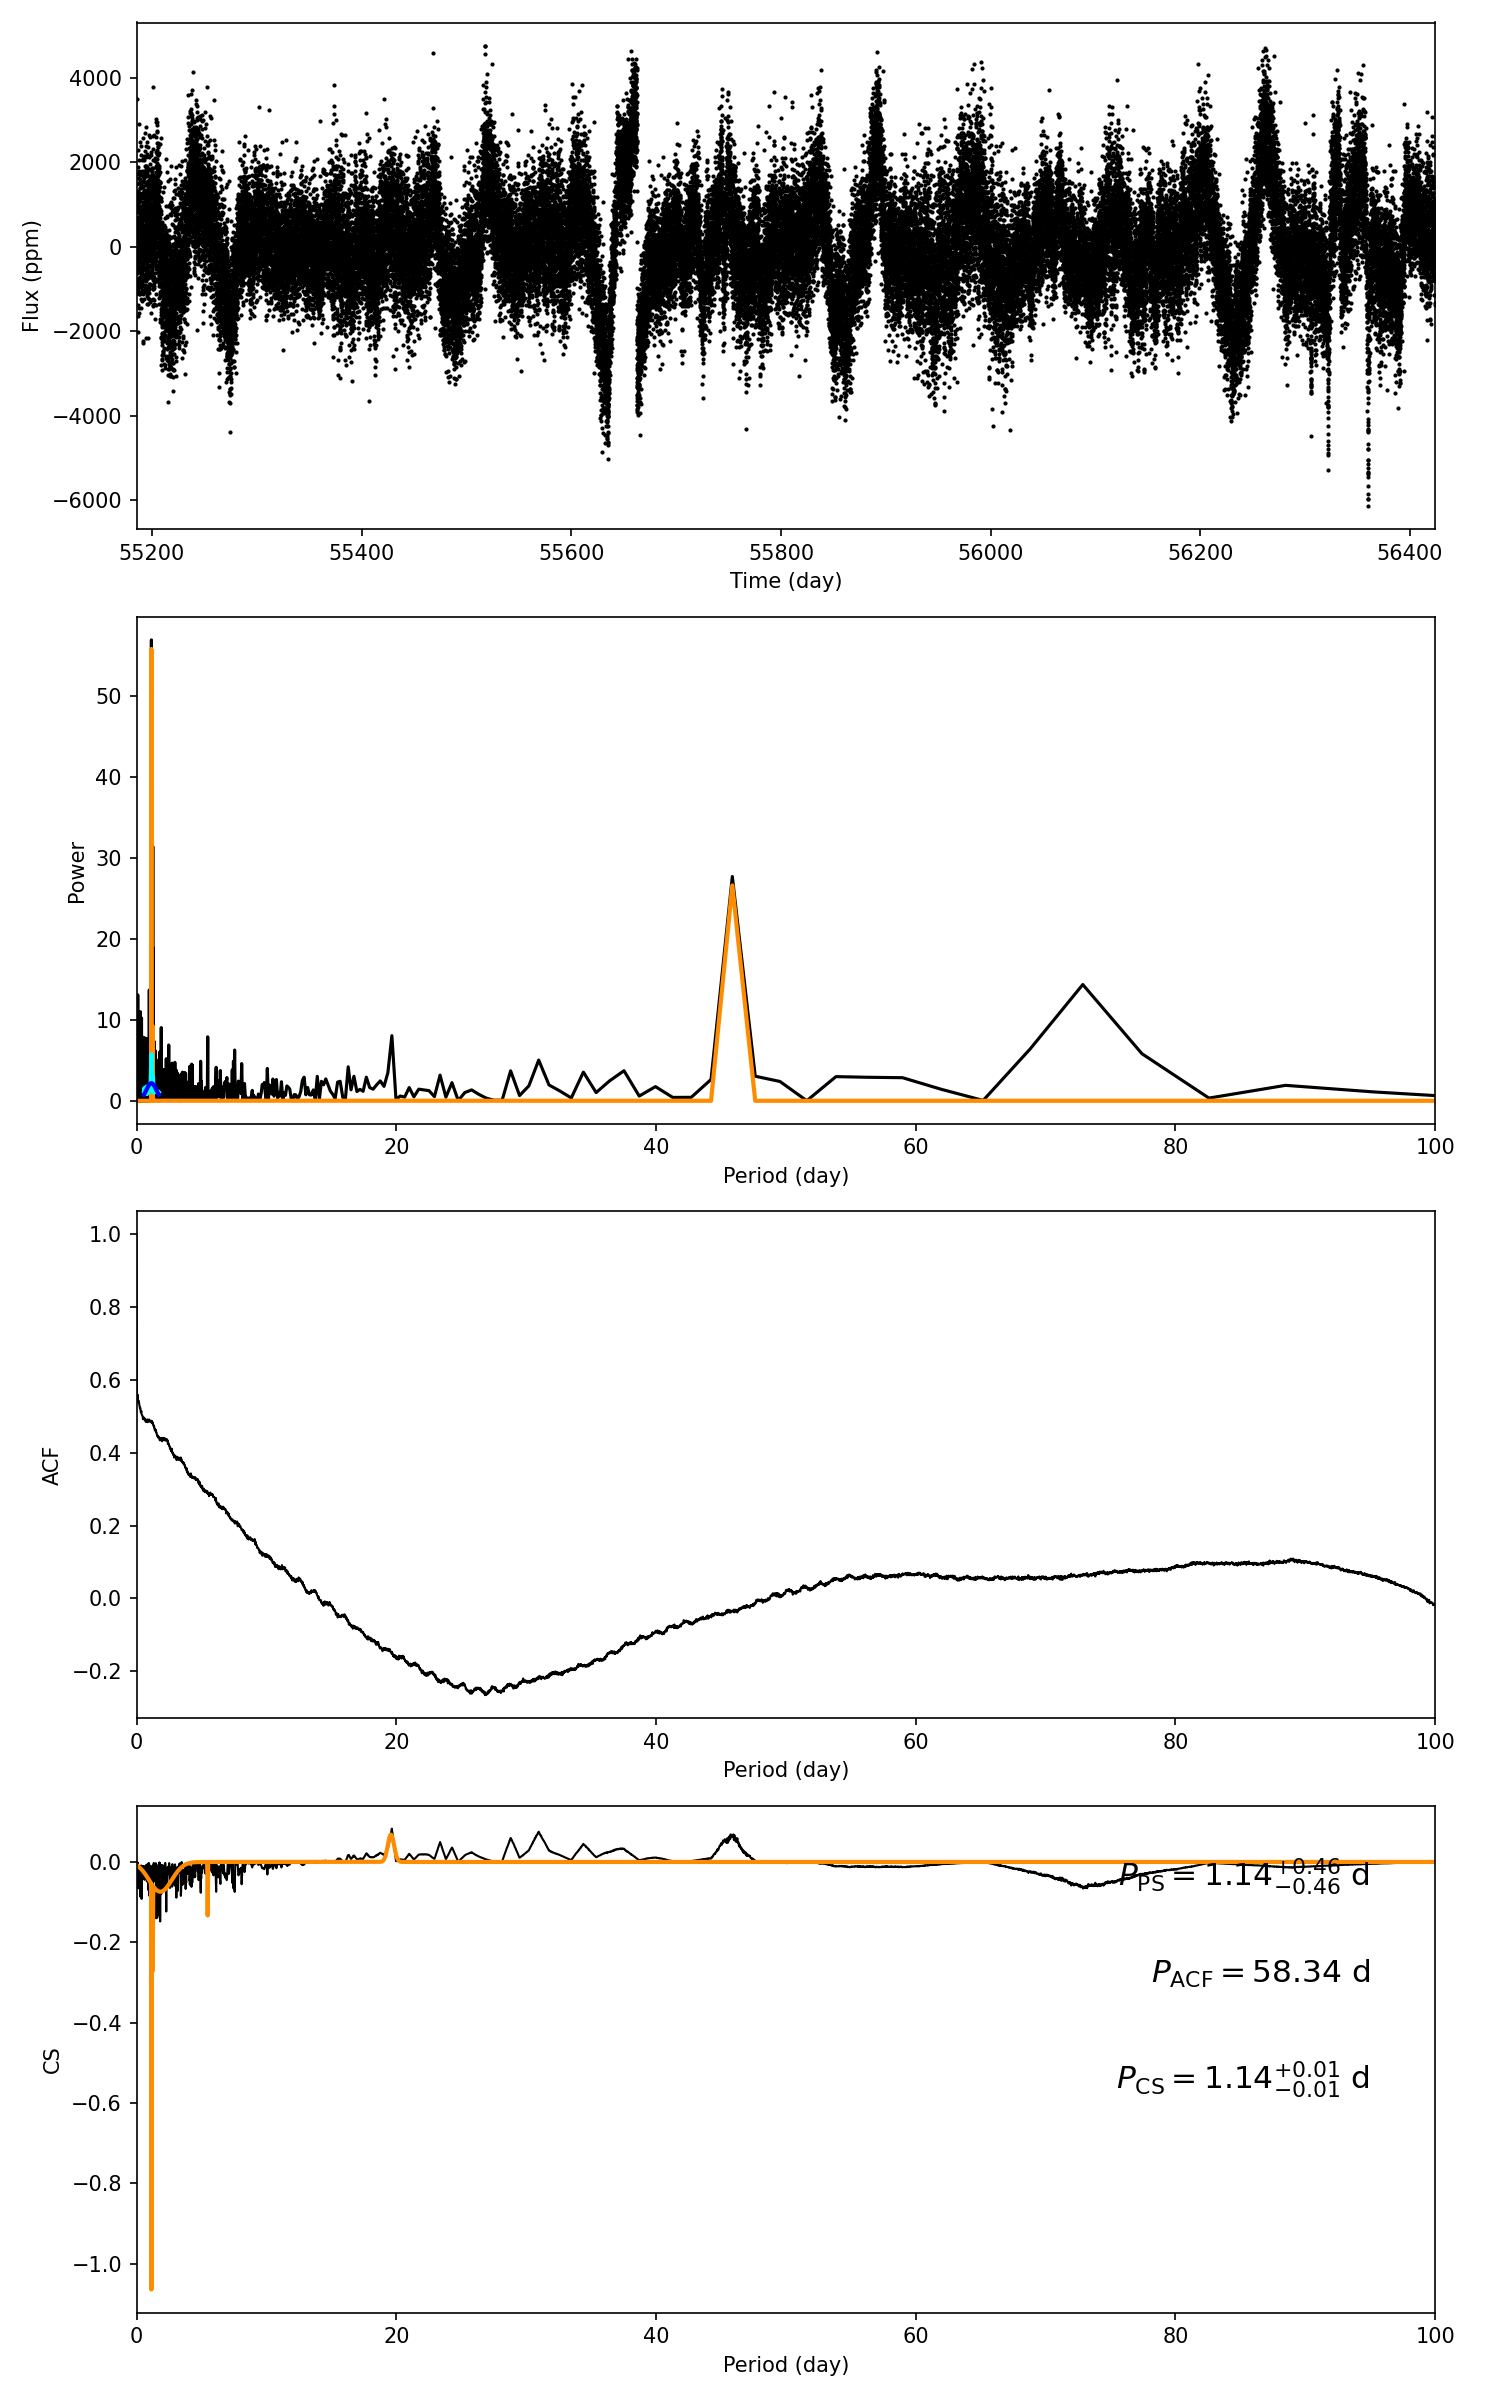 4000
2000
0
−2000
−4000
−6000
Flux (ppm)
55200 55400 55600 55800 56000 56200 56400
Time (day)
50
40
30
20
10
0
Power
0 20 40 60 80 100
Period (day)
1.0
0.8
0.6
0.4
0.2
0.0
−0.2
ACF
0 20 40 60 80 100
Period (day)
0.0
−0.2
−0.4
−0.6
−0.8
−1.0
CS
P_PS = 1.14 +0.46 −0.46 d
P_ACF = 58.34 d
P_CS = 1.14 +0.01 −0.01 d
0 20 40 60 80 100
Period (day)